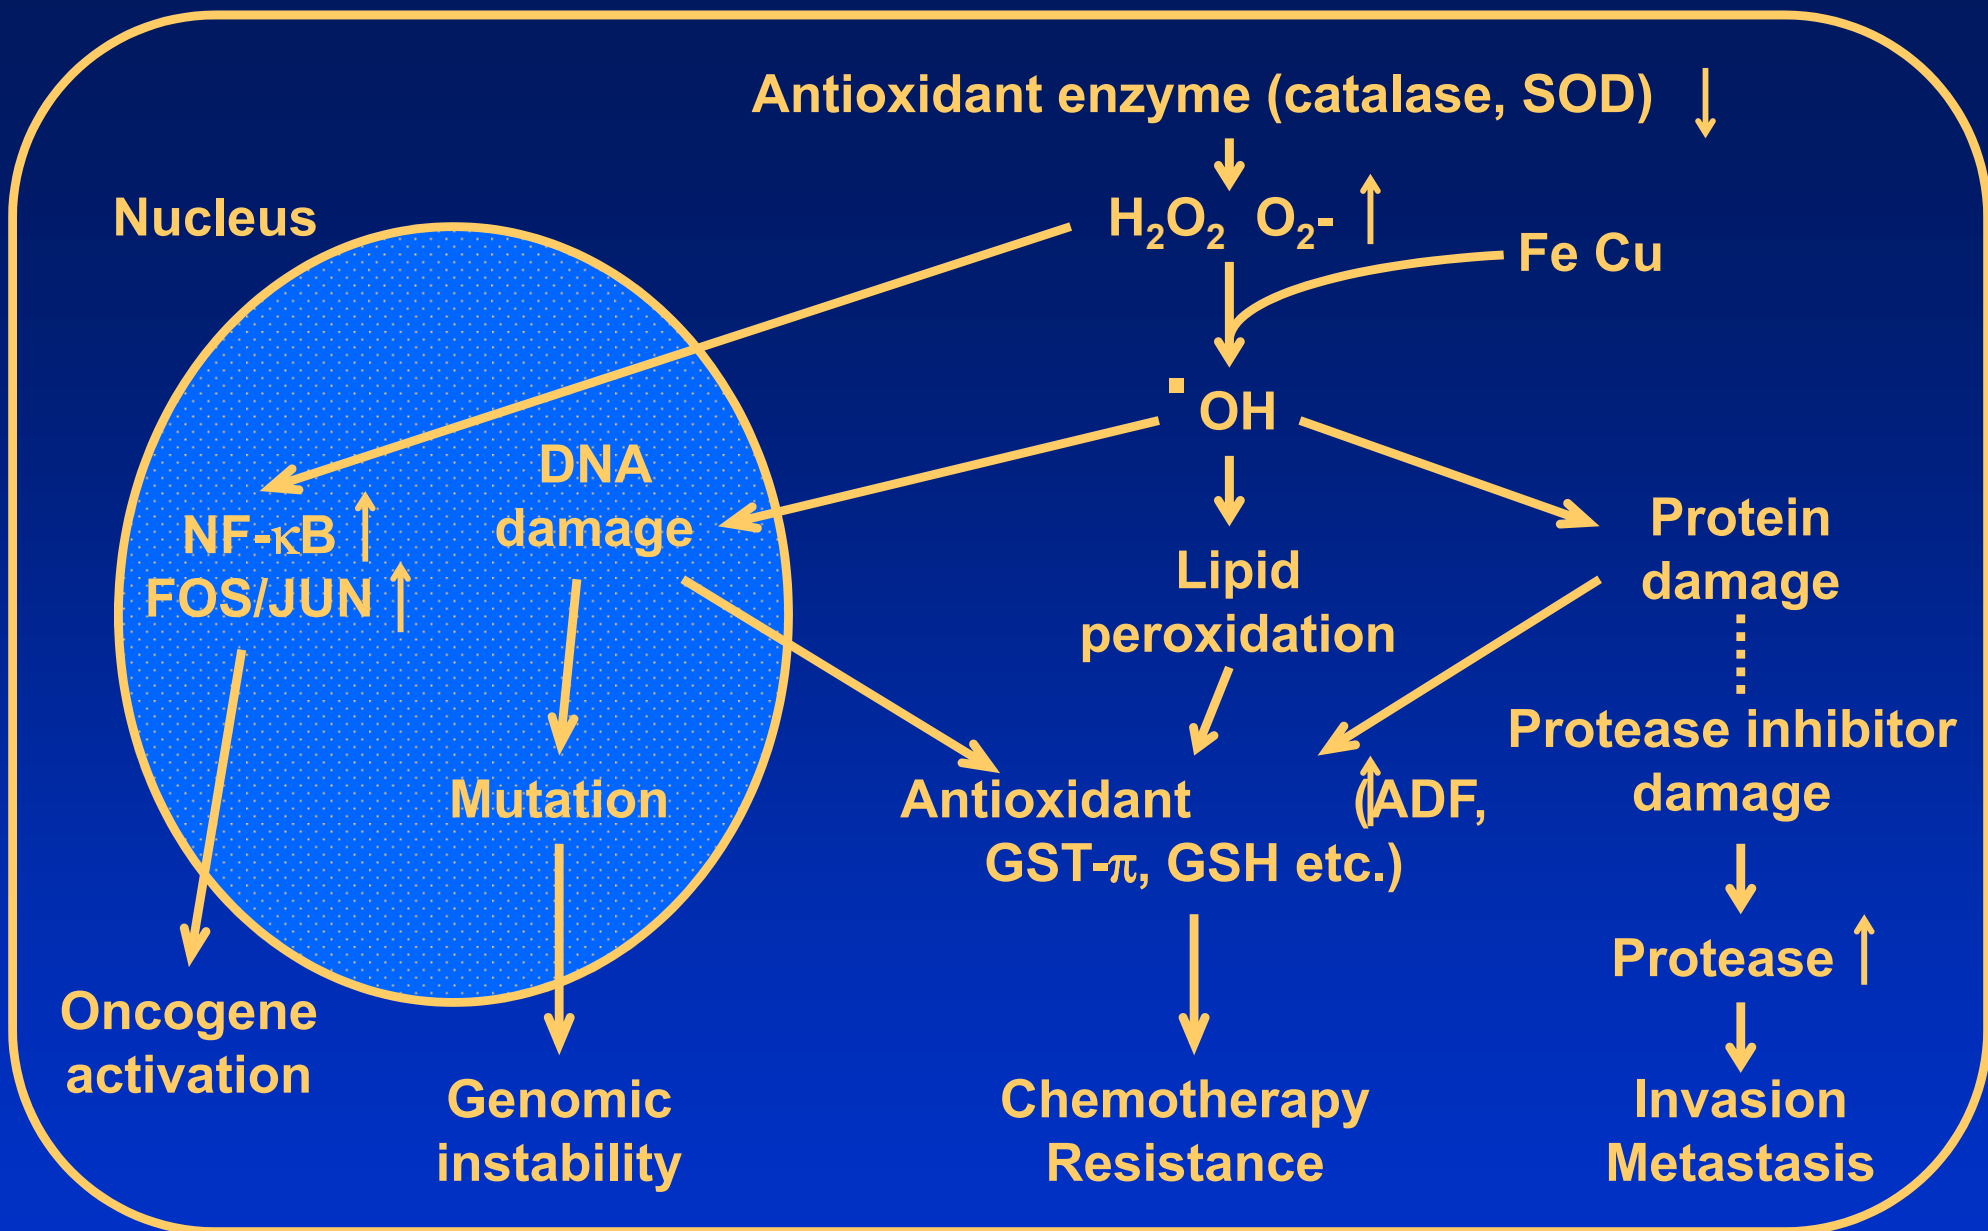 Antioxidant enzyme (catalase, SOD) ↓
Nucleus
H₂O₂ O₂- ↑
Fe Cu
▪OH
DNA
damage
NF-κB ↑
FOS/JUN ↑
Lipid
peroxidation
Protein
damage
Protease inhibitor
damage
Mutation
Antioxidant ↑ (ADF,
GST-π, GSH etc.)
Protease ↑
Oncogene
activation
Genomic
instability
Chemotherapy
Resistance
Invasion
Metastasis